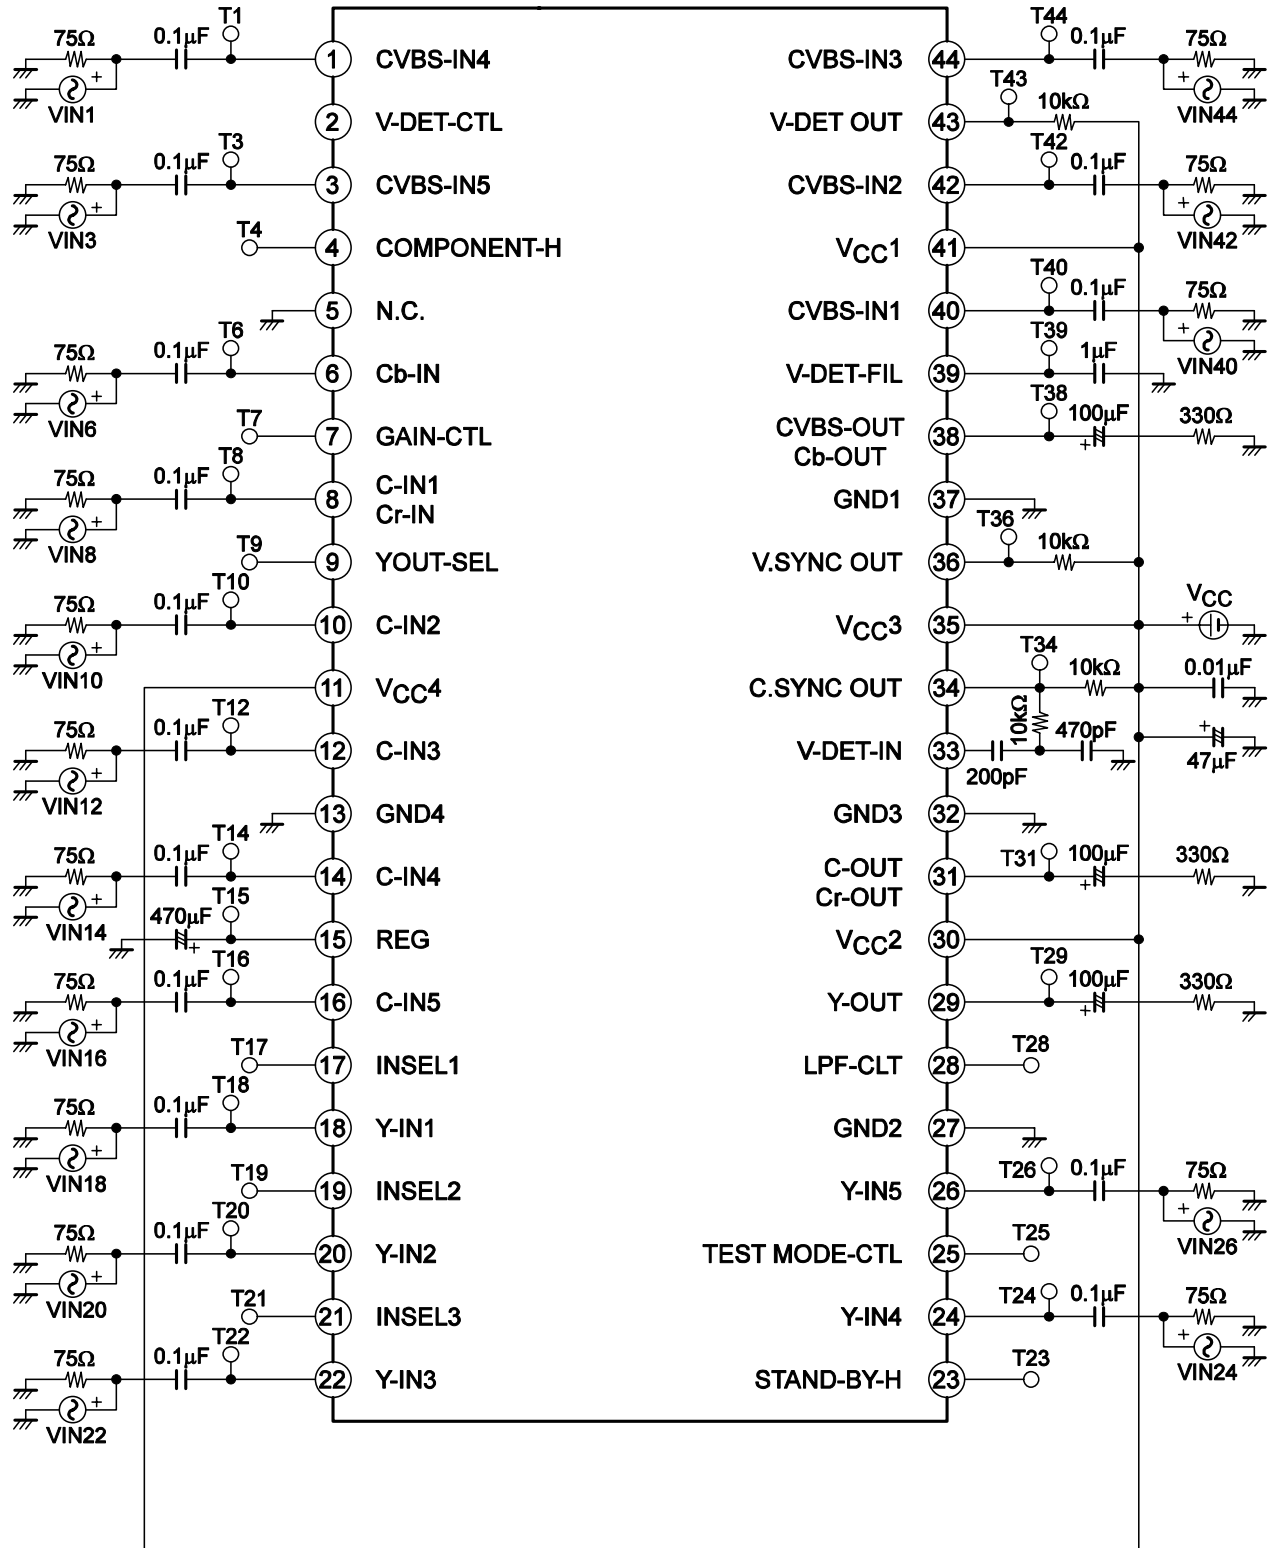 T1
75Ω 0.1µF
1 CVBS-IN4
+
VIN1
2 V-DET-CTL
T3
75Ω 0.1µF
3 CVBS-IN5
+
VIN3
T4
4 COMPONENT-H
5 N.C.
T6
75Ω 0.1µF
6 Cb-IN
+
VIN6
T7
7 GAIN-CTL
T8
75Ω 0.1µF
8 C-IN1
Cr-IN
+
VIN8
T9
9 YOUT-SEL
T10
75Ω 0.1µF
10 C-IN2
+
VIN10
11 VCC4
T12
75Ω 0.1µF
12 C-IN3
+
VIN12
13 GND4
T14
75Ω 0.1µF
14 C-IN4
+
VIN14
T15
470µF
+
15 REG
T16
75Ω 0.1µF
16 C-IN5
+
VIN16
T17
17 INSEL1
T18
75Ω 0.1µF
18 Y-IN1
+
VIN18
T19
19 INSEL2
T20
75Ω 0.1µF
20 Y-IN2
+
VIN20
T21
21 INSEL3
T22
75Ω 0.1µF
22 Y-IN3
+
VIN22
T44
0.1µF 75Ω
CVBS-IN3 44
+
VIN44
T43
10kΩ
V-DET OUT 43
T42
0.1µF 75Ω
CVBS-IN2 42
+
VIN42
VCC1 41
T40
0.1µF 75Ω
CVBS-IN1 40
+
VIN40
T39
1µF
V-DET-FIL 39
T38
100µF 330Ω
+
CVBS-OUT 38
Cb-OUT
GND1 37
T36
10kΩ
V.SYNC OUT 36
VCC
+
VCC3 35
T34
10kΩ 0.01µF
C.SYNC OUT 34
10kΩ
470pF
+
47µF
V-DET-IN 33
200pF
GND3 32
T31 100µF 330Ω
+
C-OUT 31
Cr-OUT
VCC2 30
T29
100µF 330Ω
+
Y-OUT 29
T28
LPF-CLT 28
GND2 27
T26 0.1µF 75Ω
Y-IN5 26
+
VIN26
T25
TEST MODE-CTL 25
T24 0.1µF 75Ω
Y-IN4 24
+
VIN24
T23
STAND-BY-H 23